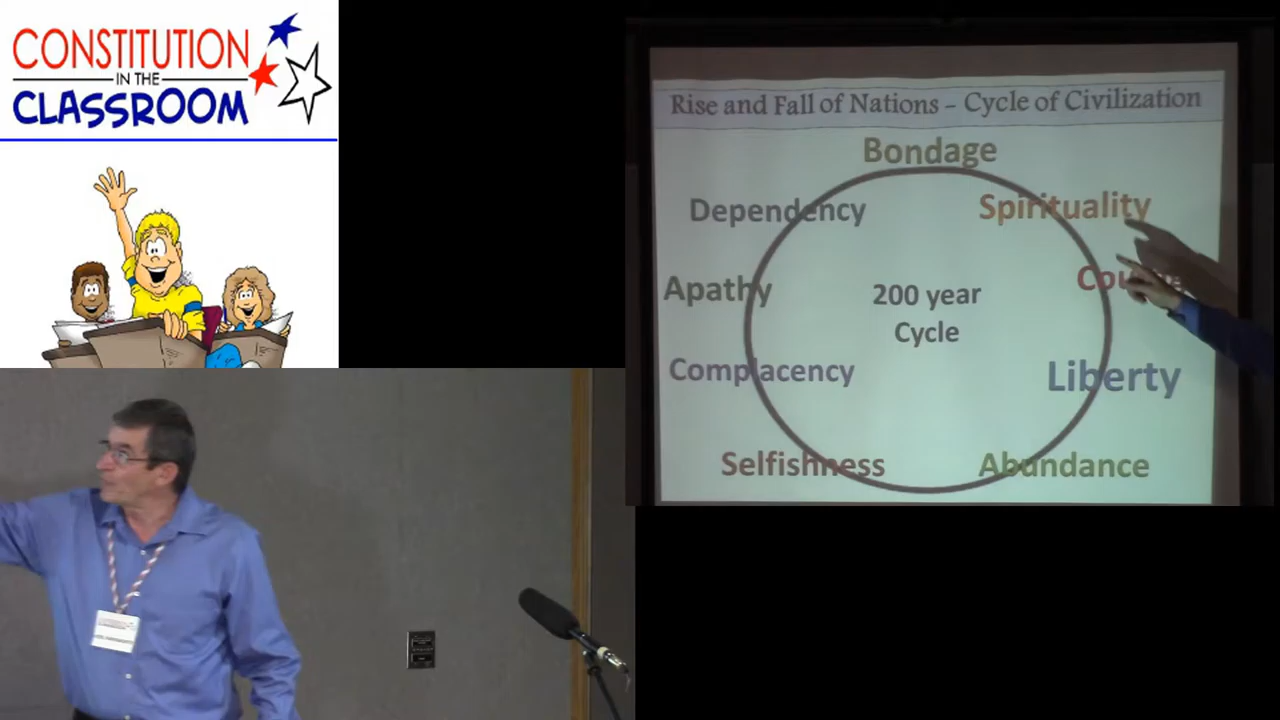 CONSTITUTION
IN THE
CLASSROOM
Rise and Fall of Nations - Cycle of Civilization
Bondage
Dependency
Spirituality
Apathy
200 year
Cycle
Complacency
Liberty
Selfishness
Abundance